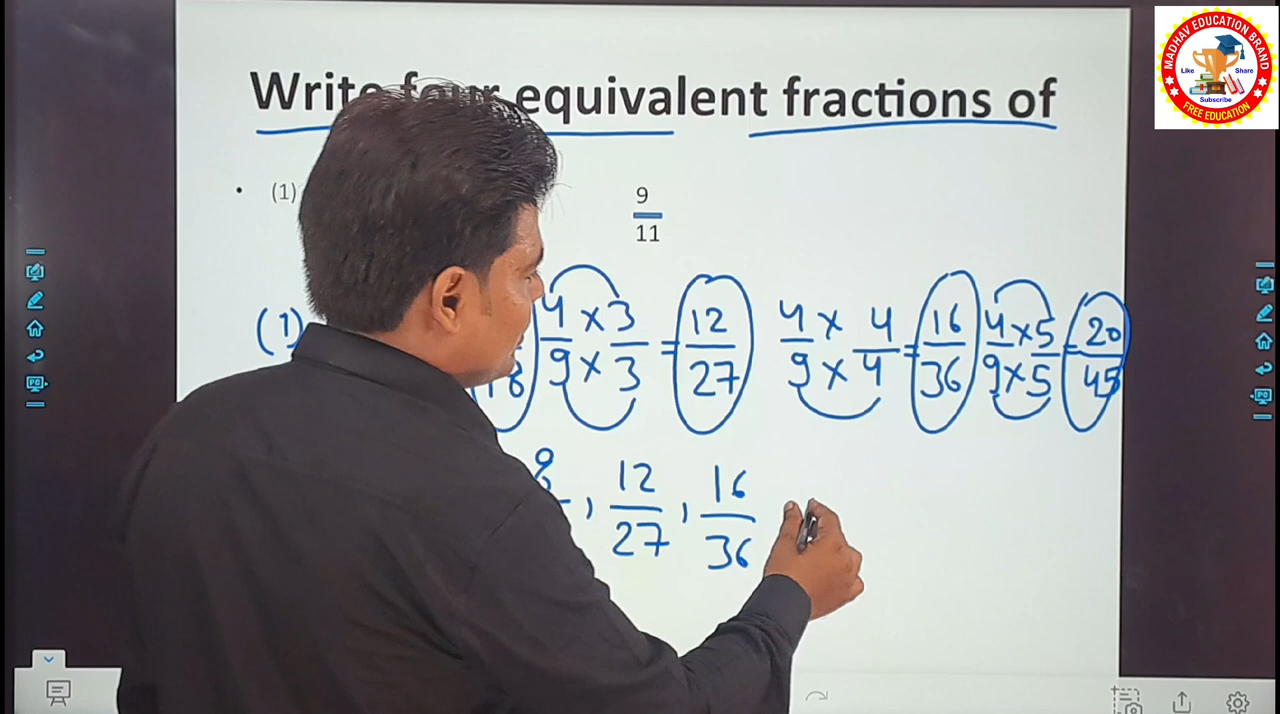 Write four equivalent fractions of
• (1) 9
11
(1) 4 × 3 = 12 4 × 4 = 16 4 × 5 = 20
18 9 × 3 27 9 × 4 36 9 × 5 45
8 , 12 , 16
27 36
MADHAV EDUCATION BRAND
Like Share
Subscribe
FREE EDUCATION